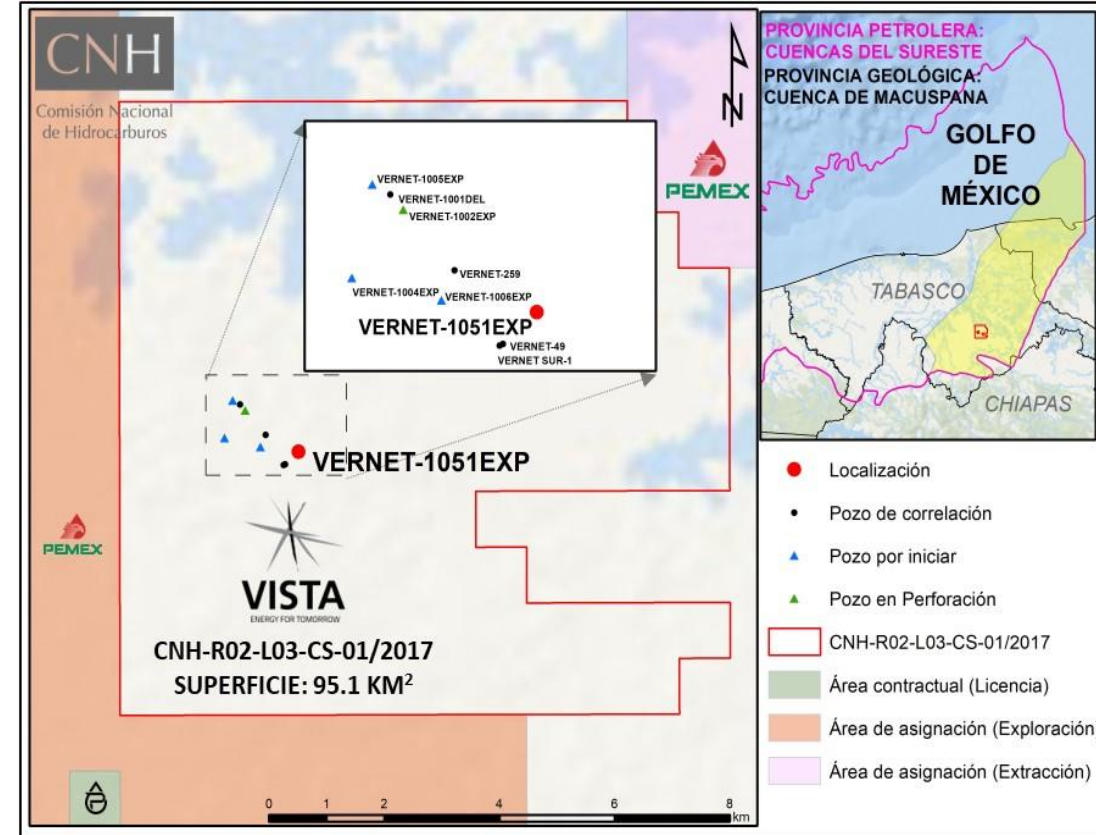 CNH
Comisión Nacional
de Hidrocarburos
VERNET-1005EXP
VERNET-1001DEL
VERNET-1002EXP
VERNET-259
VERNET-1004EXP
VERNET-1006EXP
VERNET-1051EXP
VERNET-49
VERNET SUR-1
N
PEMEX
VERNET-1051EXP
PEMEX
VISTA
ENERGY FOR TOMORROW
CNH-R02-L03-CS-01/2017
SUPERFICIE: 95.1 KM²
0 1 2 4 6 8
km
PROVINCIA PETROLERA:
CUENCAS DEL SURESTE
PROVINCIA GEOLÓGICA:
CUENCA DE MACUSPANA
GOLFO
DE
MÉXICO
TABASCO
CHIAPAS
Localización
Pozo de correlación
Pozo por iniciar
Pozo en Perforación
CNH-R02-L03-CS-01/2017
Área contractual (Licencia)
Área de asignación (Exploración)
Área de asignación (Extracción)